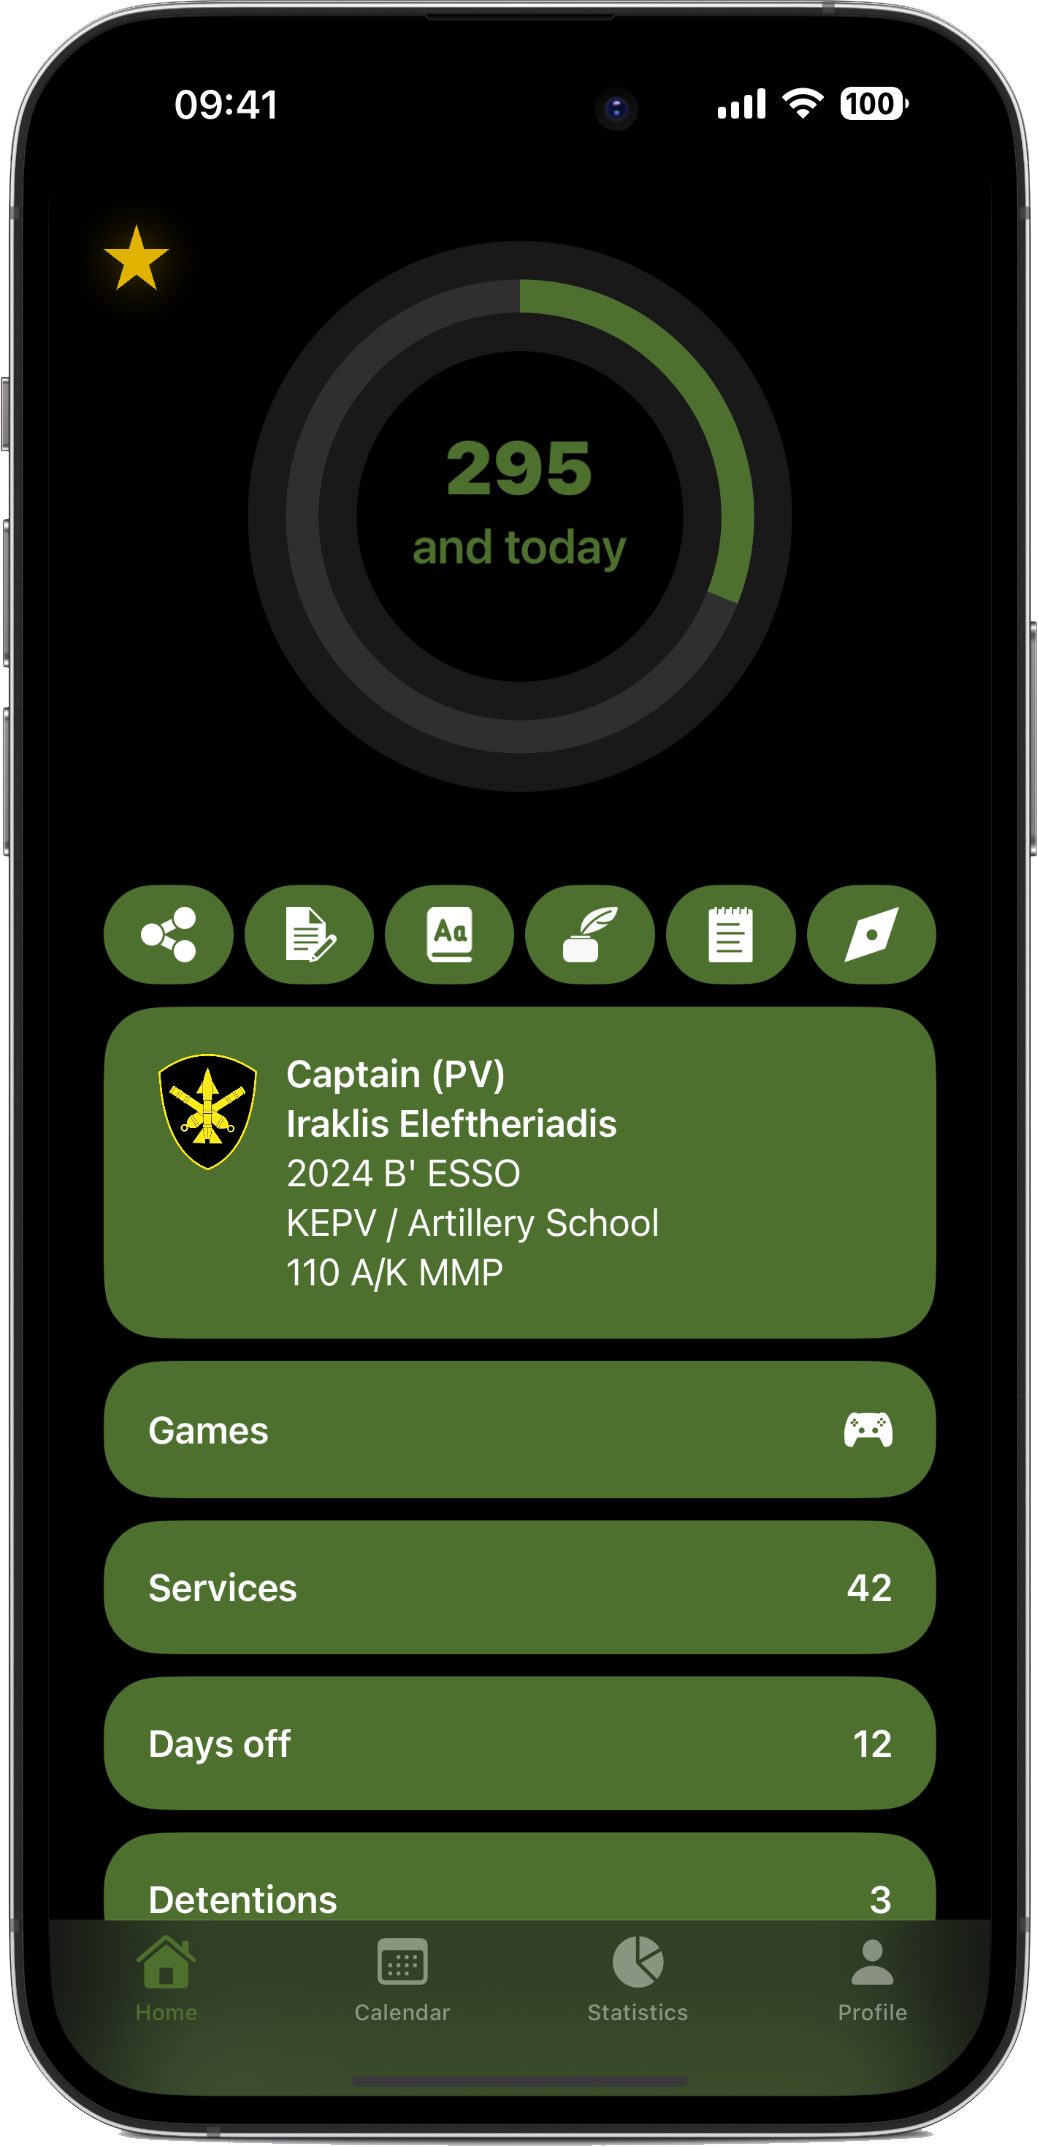 09:41
100
295
and today
Aa
Captain (PV)
Iraklis Eleftheriadis
2024 B' ESSO
KEPV / Artillery School
110 A/K MMP
Games
Services 42
Days off 12
Detentions 3
Home Calendar Statistics Profile